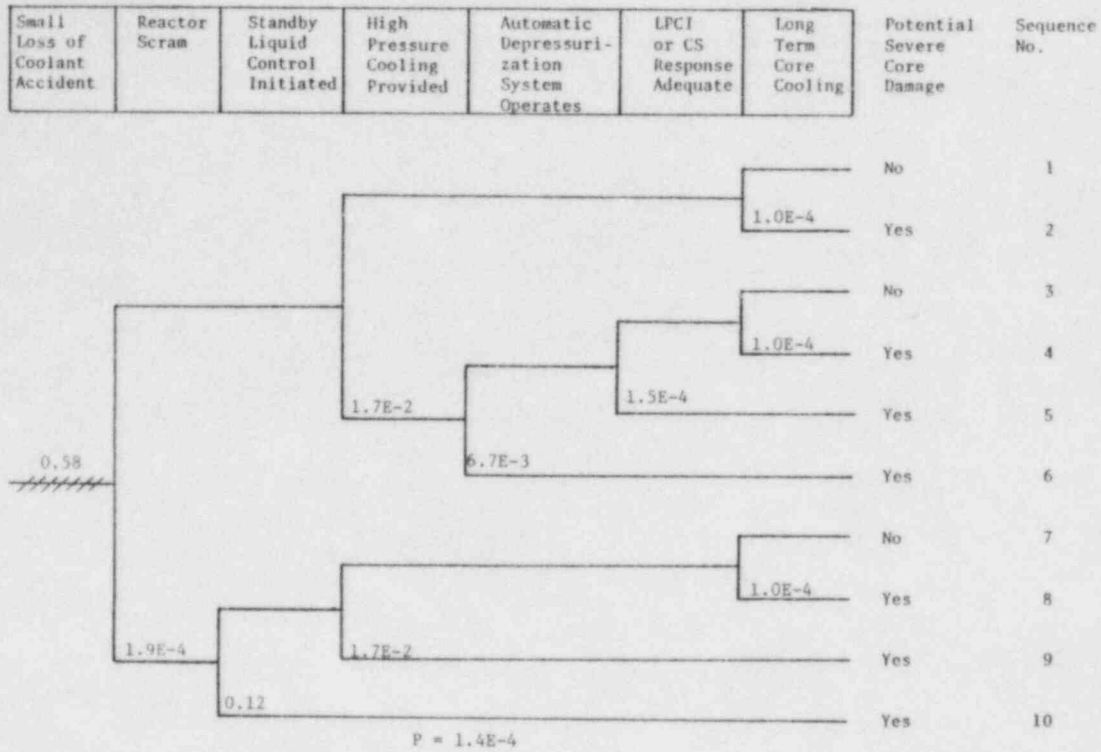 Small Loss of Coolant Accident
Reactor Scram
Standby Liquid Control Initiated
High Pressure Cooling Provided
Automatic Depressuri- zation System Operates
LPCI or CS Response Adequate
Long Term Core Cooling
Potential Severe Core Damage
Sequence No.
No 1
1.0E-4
Yes 2
No 3
1.0E-4
Yes 4
1.7E-2
1.5E-4
Yes 5
0.58
6.7E-3
Yes 6
No 7
1.0E-4
Yes 8
1.9E-4
1.7E-2
Yes 9
0.12
Yes 10
P = 1.4E-4